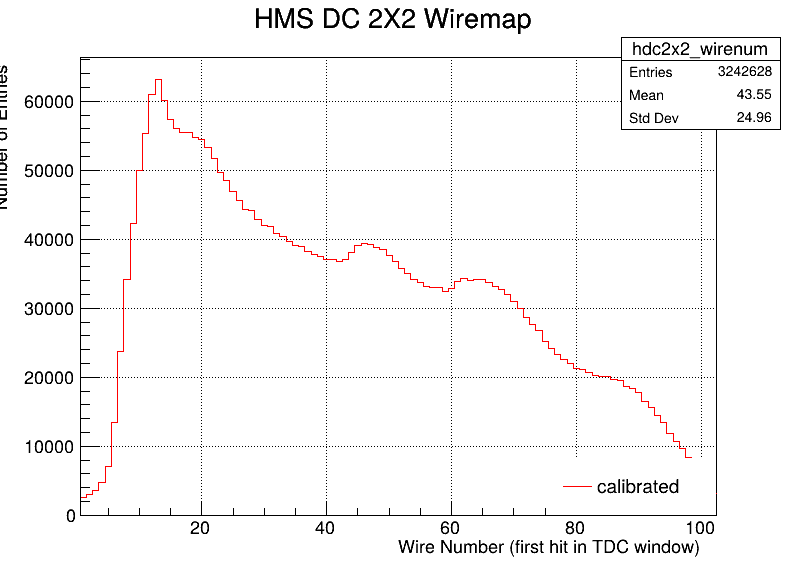 HMS DC 2X2 Wiremap
hdc2x2_wirenum
Entries 3242628
Mean 43.55
Std Dev 24.96
Number of Entries
60000
50000
40000
30000
20000
10000
0
calibrated
20 40 60 80 100
Wire Number (first hit in TDC window)